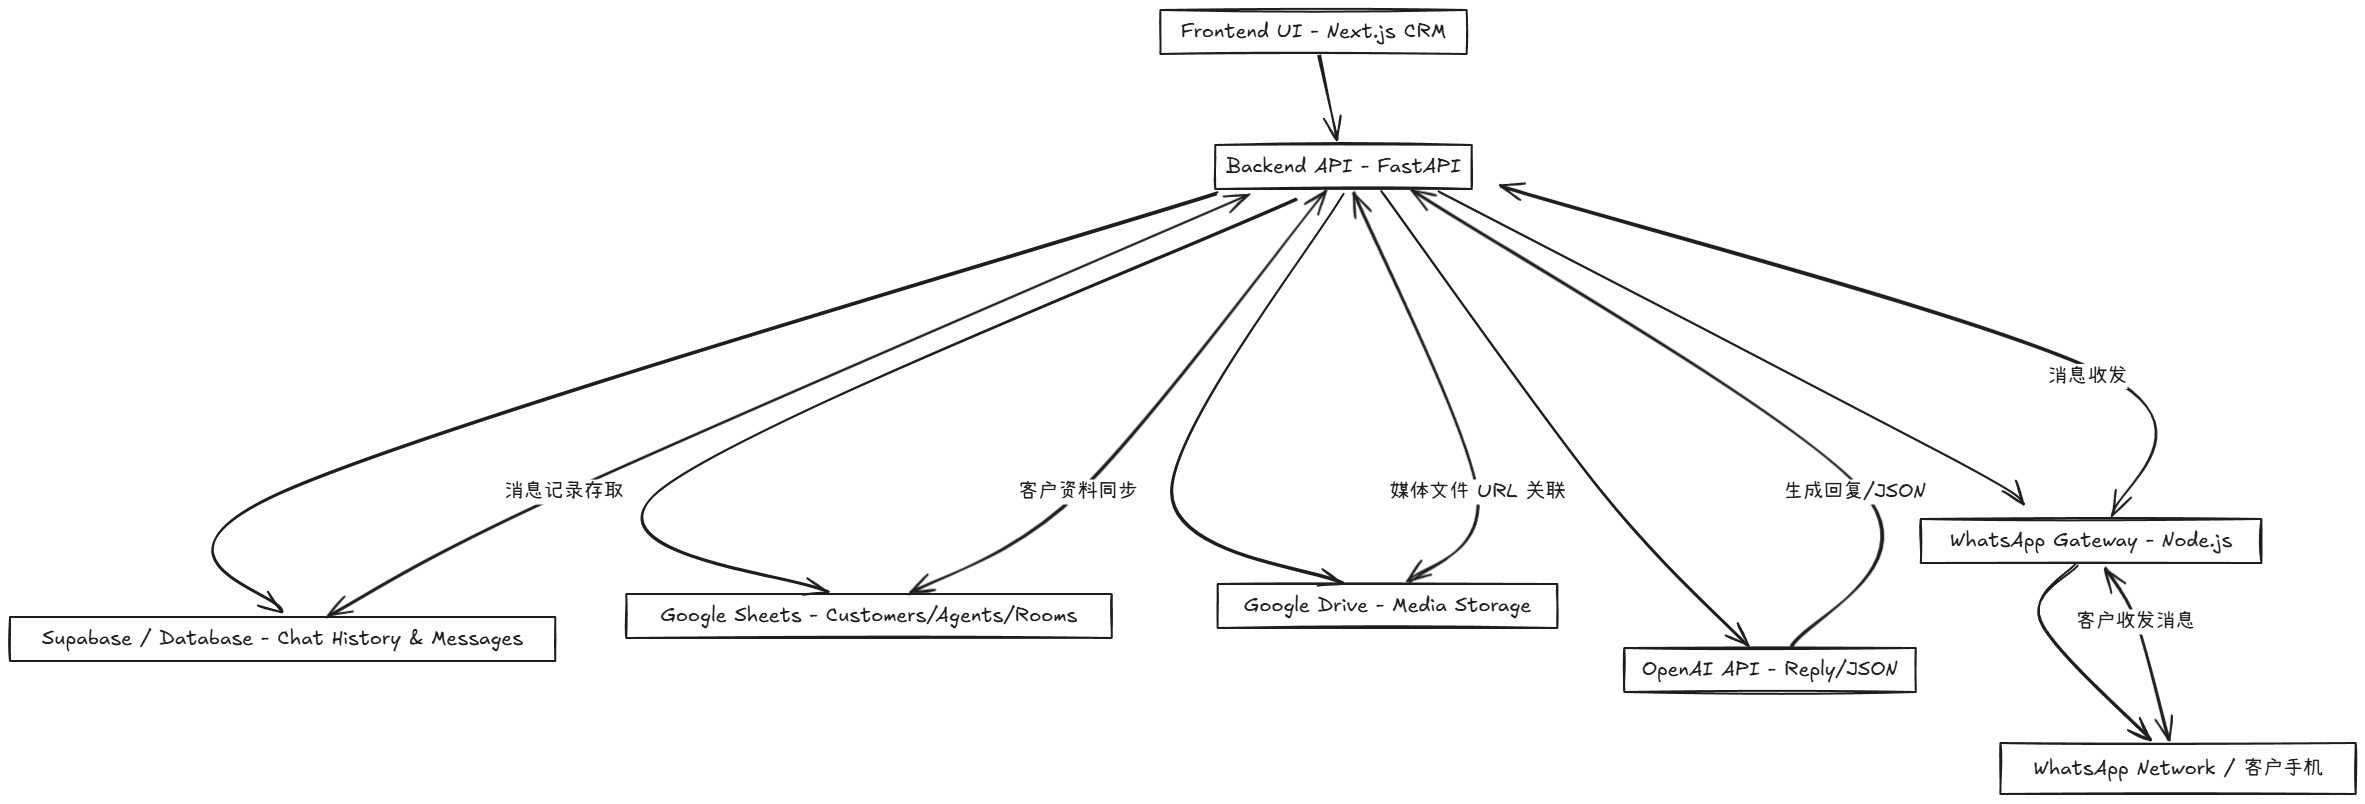 Frontend UI - Next.js CRM
Backend API - FastAPI
消息收发
消息记录存取
客户资料同步
媒体文件 URL 关联
生成回复/JSON
WhatsApp Gateway - Node.js
Supabase / Database - Chat History & Messages
Google Sheets - Customers/Agents/Rooms
Google Drive - Media Storage
客户收发消息
OpenAI API - Reply/JSON
WhatsApp Network / 客户手机